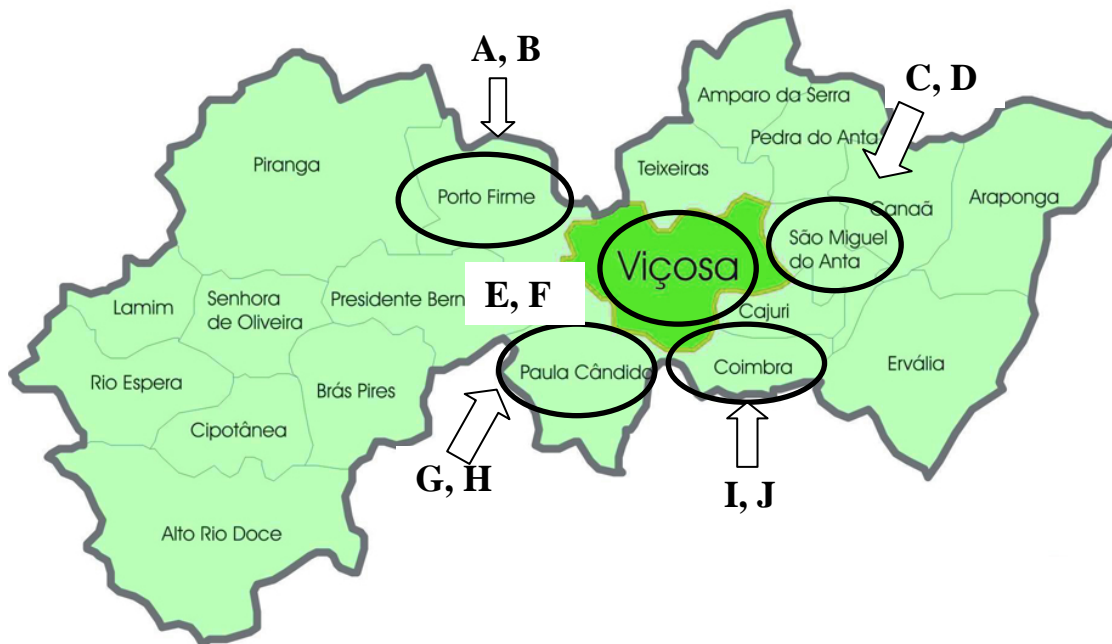 A, B
C, D
Amparo da Serra
Pedra do Anta
Piranga
Teixeiras
Porto Firme
Araponga
Canaã
São Miguel
do Anta
Viçosa
E, F
Presidente Bern
Senhora
de Oliveira
Lamim
Cajuri
Paula Cândido
Coimbra
Ervália
Rio Espera
Brás Pires
Cipotânea
G, H
I, J
Alto Rio Doce